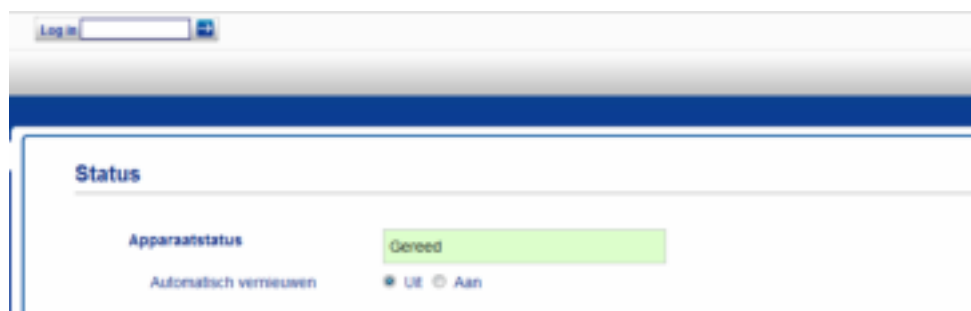 Log in
Status
Apparaatstatus Gereed
Automatisch vernieuwen Uit Aan